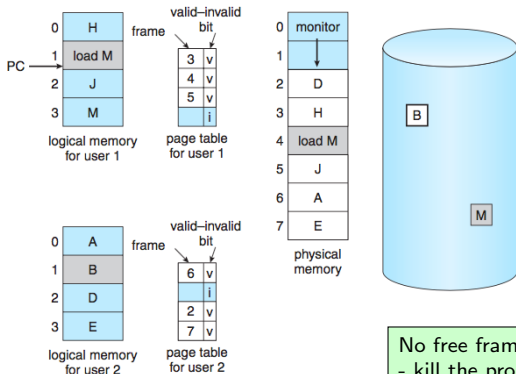 valid–invalid
frame bit
0 H
1 load M
PC
2 J
3 M
3 v
4 v
5 v
i
logical memory
for user 1
page table
for user 1
valid–invalid
frame bit
0 A
1 B
2 D
3 E
6 v
i
2 v
7 v
logical memory
for user 2
page table
for user 2
0 monitor
1
2 D
3 H
4 load M
5 J
6 A
7 E
physical
memory
B
M
No free fram
- kill the pro